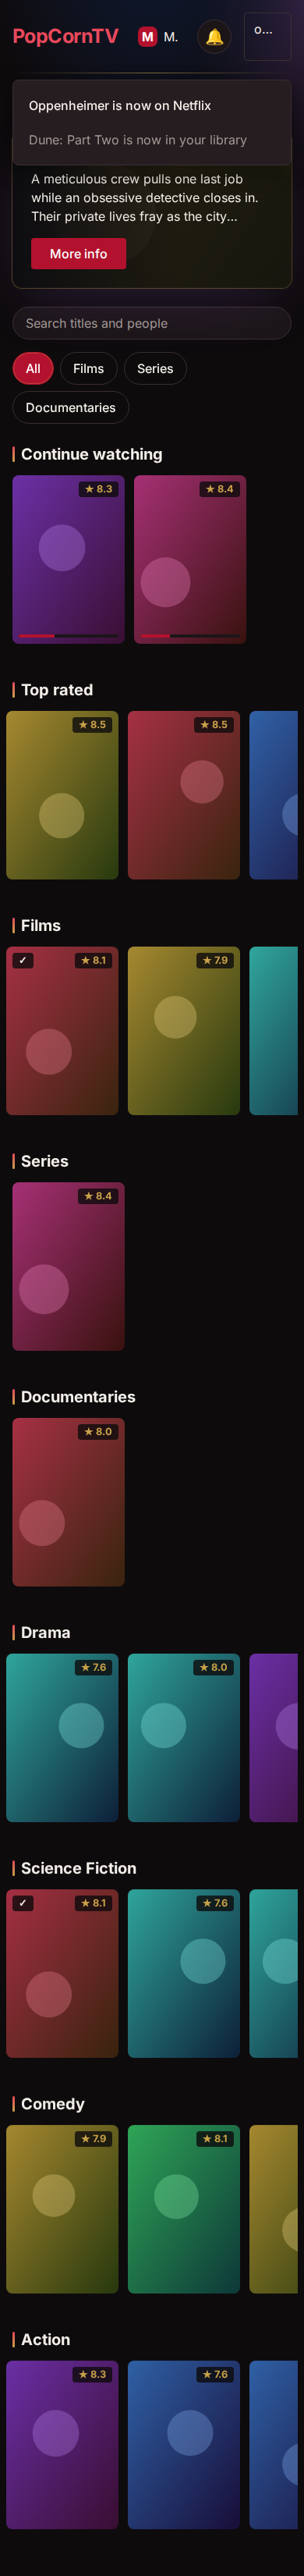 PopCornTV M M. o...
Oppenheimer is now on Netflix
Dune: Part Two is now in your library
A meticulous crew pulls one last job
while an obsessive detective closes in.
Their private lives fray as the city...
More info
Search titles and people
All Films Series
Documentaries
Continue watching
★ 8.3 ★ 8.4
Top rated
★ 8.5 ★ 8.5
Films
✓ ★ 8.1 ★ 7.9
Series
★ 8.4
Documentaries
★ 8.0
Drama
★ 7.6 ★ 8.0
Science Fiction
✓ ★ 8.1 ★ 7.6
Comedy
★ 7.9 ★ 8.1
Action
★ 8.3 ★ 7.6